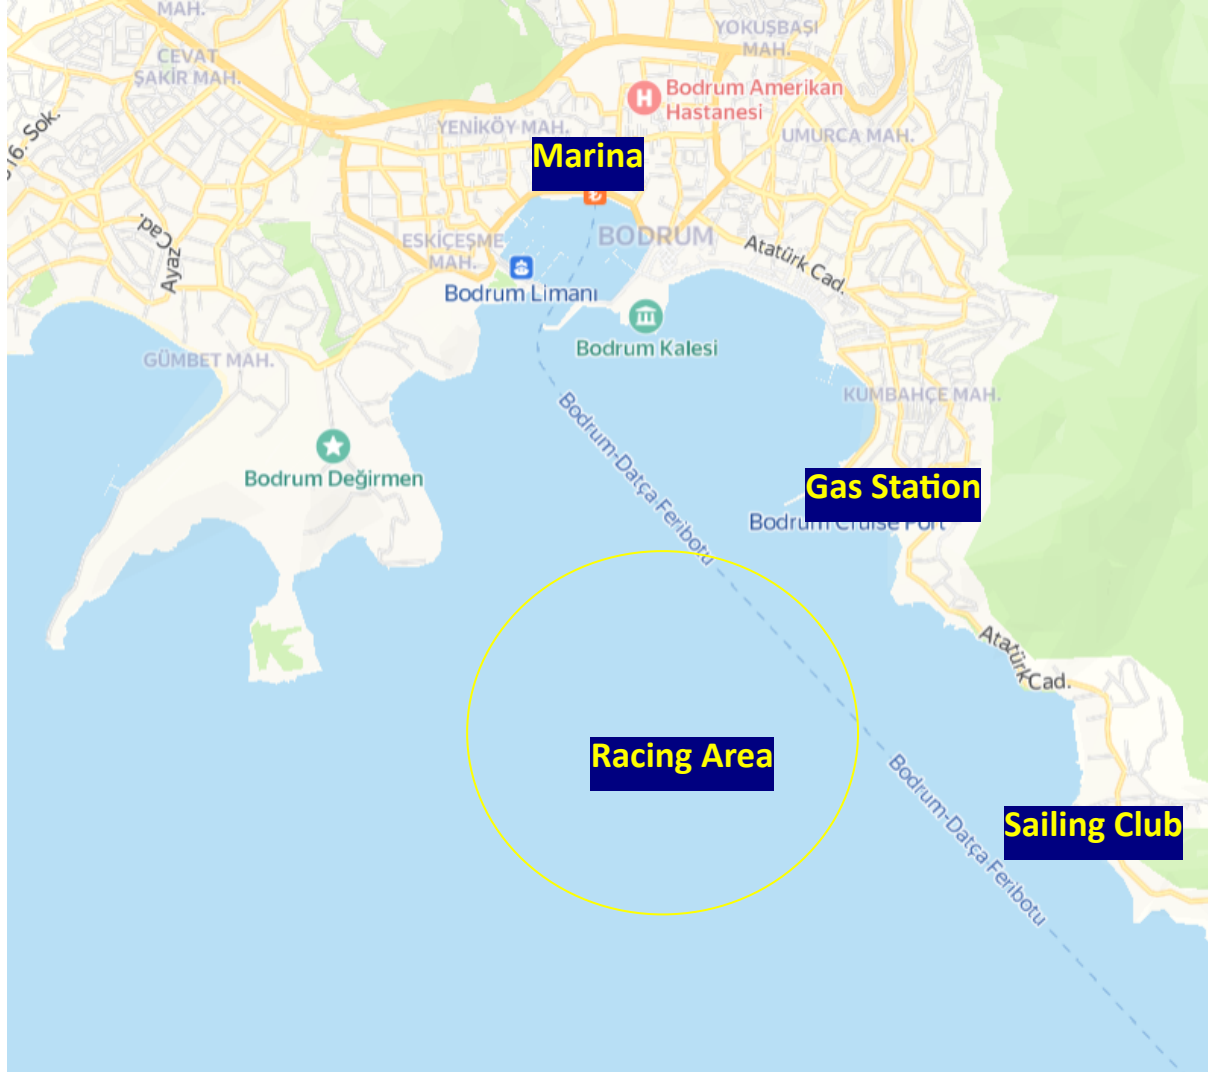 MAH.
YOKUŞBAŞI
MAH.
CEVAT
ŞAKİR MAH.
Bodrum Amerikan
Hastanesi
16. Sok.
YENİKÖY MAH.
UMURCA MAH.
Marina
Ayaz Cad.
ESKİÇEŞME
MAH.
BODRUM
Atatürk Cad.
Bodrum Limanı
Bodrum Kalesi
GÜMBET MAH.
KUMBAHÇE MAH.
Bodrum-Datça Feribotu
Bodrum Değirmen
Gas Station
Bodrum Cruise Port
Atatürk Cad.
Racing Area
Bodrum-Datça Feribotu
Sailing Club